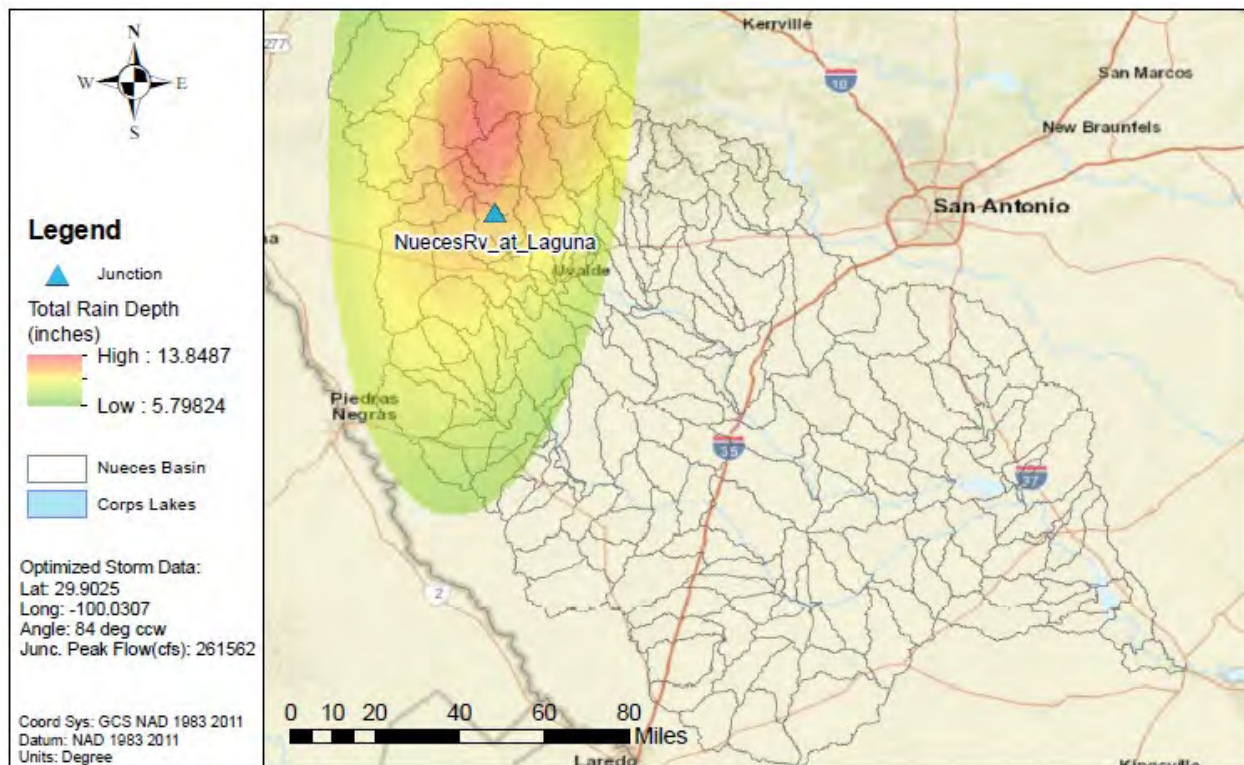 N
W E
S
Legend
Junction
Total Rain Depth
(inches)
High : 13.8487
Low : 5.79824
Nueces Basin
Corps Lakes
Optimized Storm Data:
Lat: 29.9025
Long: -100.0307
Angle: 84 deg ccw
Junc. Peak Flow(cfs): 261562
Coord Sys: GCS NAD 1983 2011
Datum: NAD 1983 2011
Units: Degree
277
Kerrville
10
San Marcos
New Braunfels
San Antonio
NuecesRv_at_Laguna
Uvalde
Piedras
Negras
35
37
2
0 10 20 40 60 80
Miles
Laredo
Kingsville